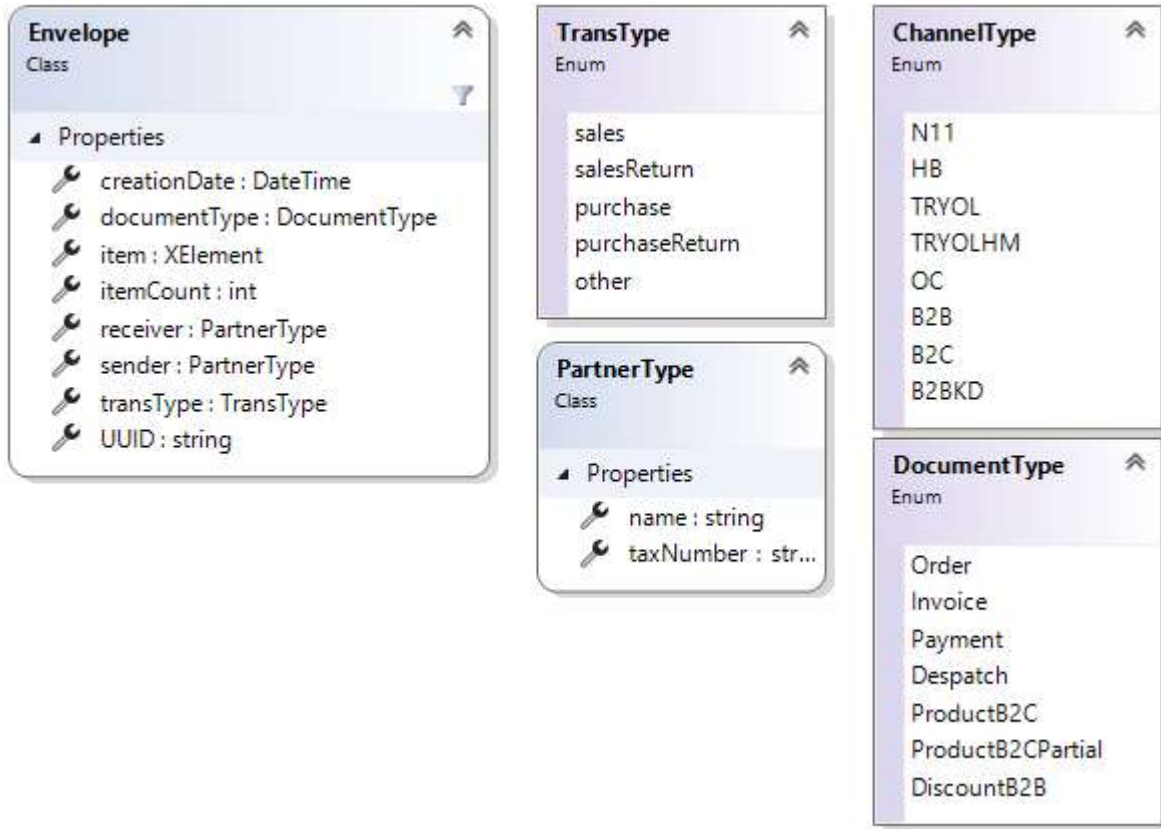 Envelope
Class
Properties
creationDate : DateTime
documentType : DocumentType
item : XElement
itemCount : int
receiver : PartnerType
sender : PartnerType
transType : TransType
UUID : string
TransType
Enum
sales
salesReturn
purchase
purchaseReturn
other
PartnerType
Class
Properties
name : string
taxNumber : str...
ChannelType
Enum
N11
HB
TRYOL
TRYOLHM
OC
B2B
B2C
B2BKD
DocumentType
Enum
Order
Invoice
Payment
Despatch
ProductB2C
ProductB2CPartial
DiscountB2B